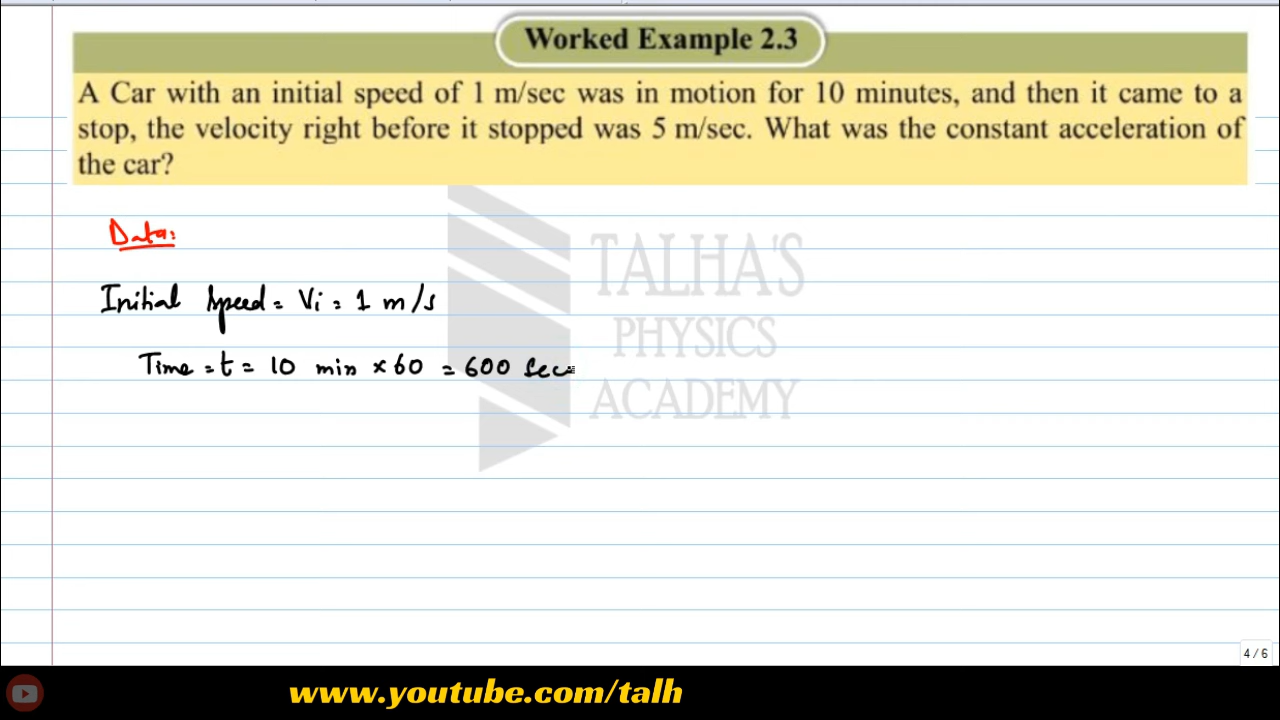 Worked Example 2.3
A Car with an initial speed of 1 m/sec was in motion for 10 minutes, and then it came to a
stop, the velocity right before it stopped was 5 m/sec. What was the constant acceleration of
the car?
Data:
Initial Speed = Vi = 1 m/s
Time = t = 10 min × 60 = 600 Sec
TALHA'S
PHYSICS
ACADEMY
4 / 6
www.youtube.com/talh